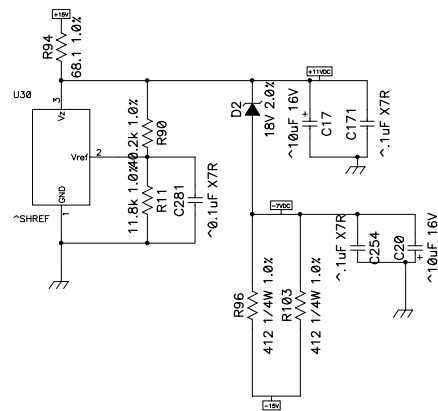 +15V
R94
68.1 1.0%
U30
3
Vz
Vref
2
GND
1
^SHREF
40.2k 1.0%
R90
11.8k 1.0%
R11
C281
^0.1uF X7R
D2
18V 2.0%
+11VDC
^10uF 16V
C17
C171
^.1uF X7R
-7VDC
^.1uF X7R
C254
C20
^10uF 16V
R96
412 1/4W 1.0%
R103
412 1/4W 1.0%
-15V